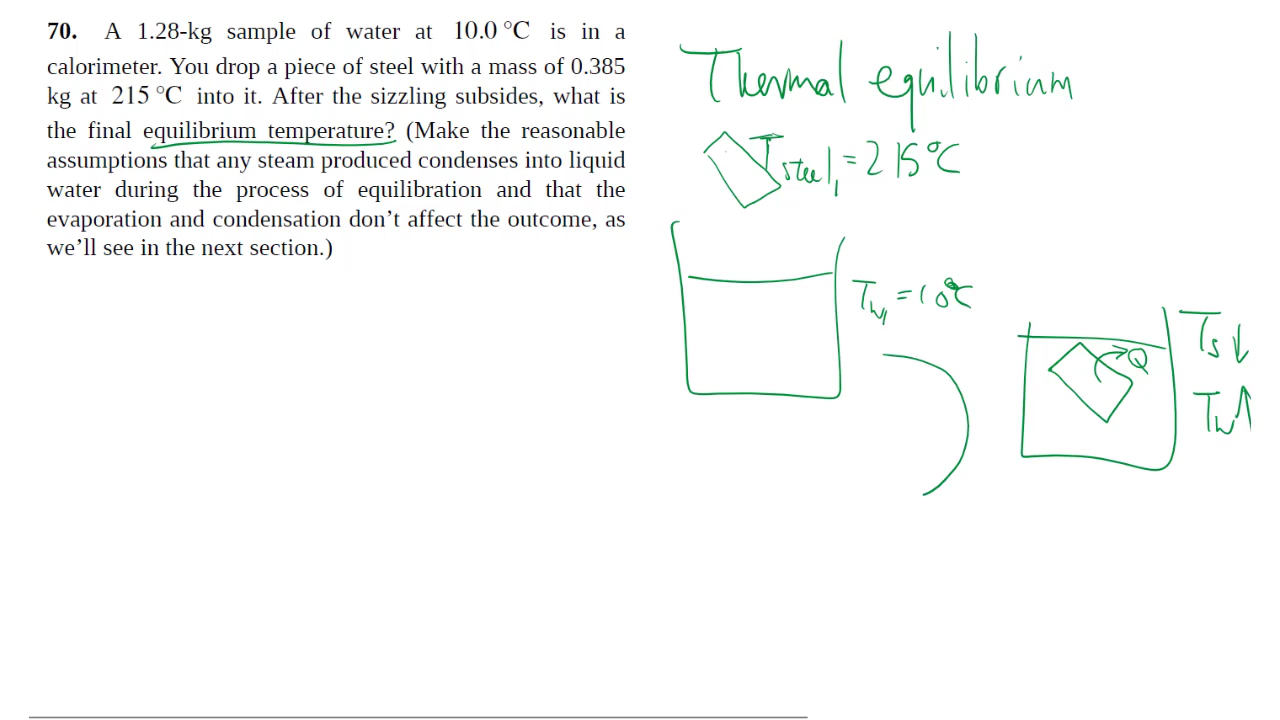 70. A 1.28-kg sample of water at 10.0 °C is in a
calorimeter. You drop a piece of steel with a mass of 0.385
kg at 215 °C into it. After the sizzling subsides, what is
the final equilibrium temperature? (Make the reasonable
assumptions that any steam produced condenses into liquid
water during the process of equilibration and that the
evaporation and condensation don't affect the outcome, as
we'll see in the next section.)
Thermal equilibrium
Tsteel1 = 215°C
Tw1 = 10°C
Q
Ts↓
Tw↑